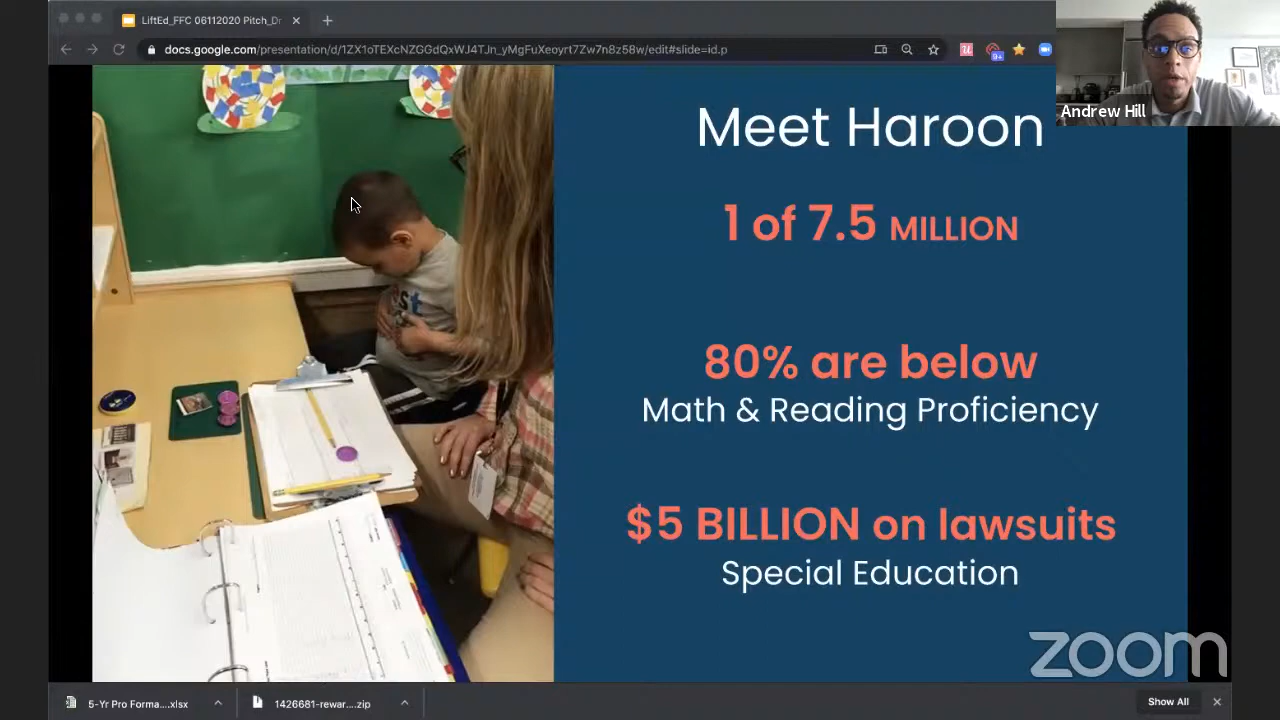 LiftEd_FFC 06112020 Pitch_Dr
docs.google.com/presentation/d/1ZX1oTEXcNZGGdQxWJ4TJn_yMgFuXeoyrt7Zw7n8z58w/edit#slide=id.p
9+
Andrew Hill
Meet Haroon
1 of 7.5 MILLION
80% are below
Math & Reading Proficiency
$5 BILLION on lawsuits
Special Education
zoom
5-Yr Pro Forma....xlsx
1426681-rewar....zip
Show All